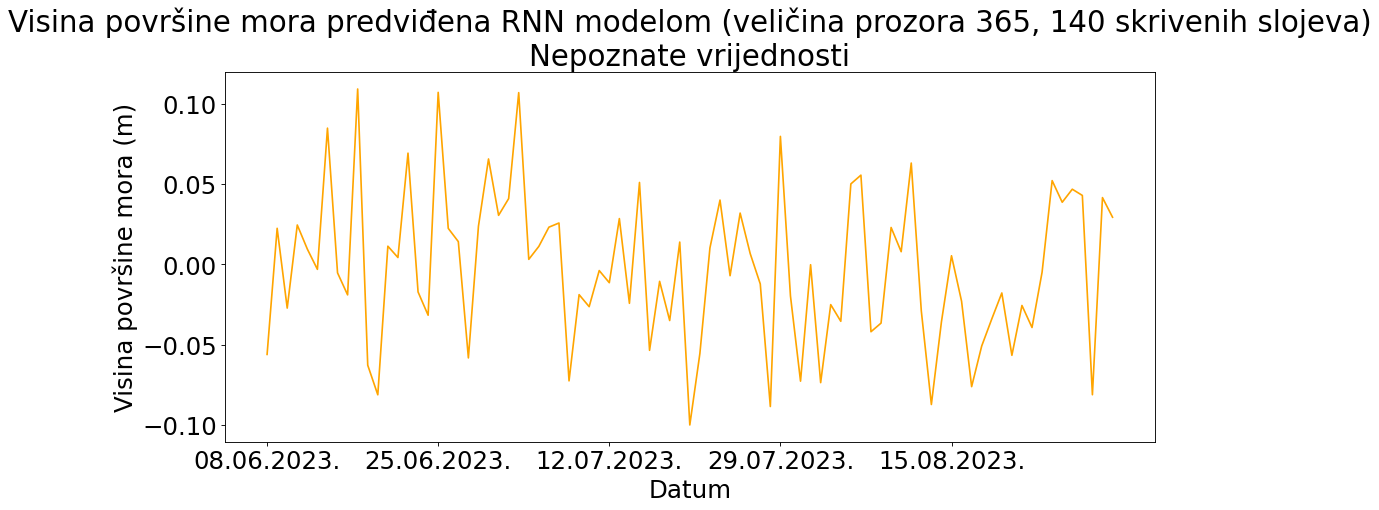 Visina površine mora predviđena RNN modelom (veličina prozora 365, 140 skrivenih slojeva)
Nepoznate vrijednosti
Visina površine mora (m)
0.10
0.05
0.00
−0.05
−0.10
08.06.2023.
25.06.2023.
12.07.2023.
29.07.2023.
15.08.2023.
Datum